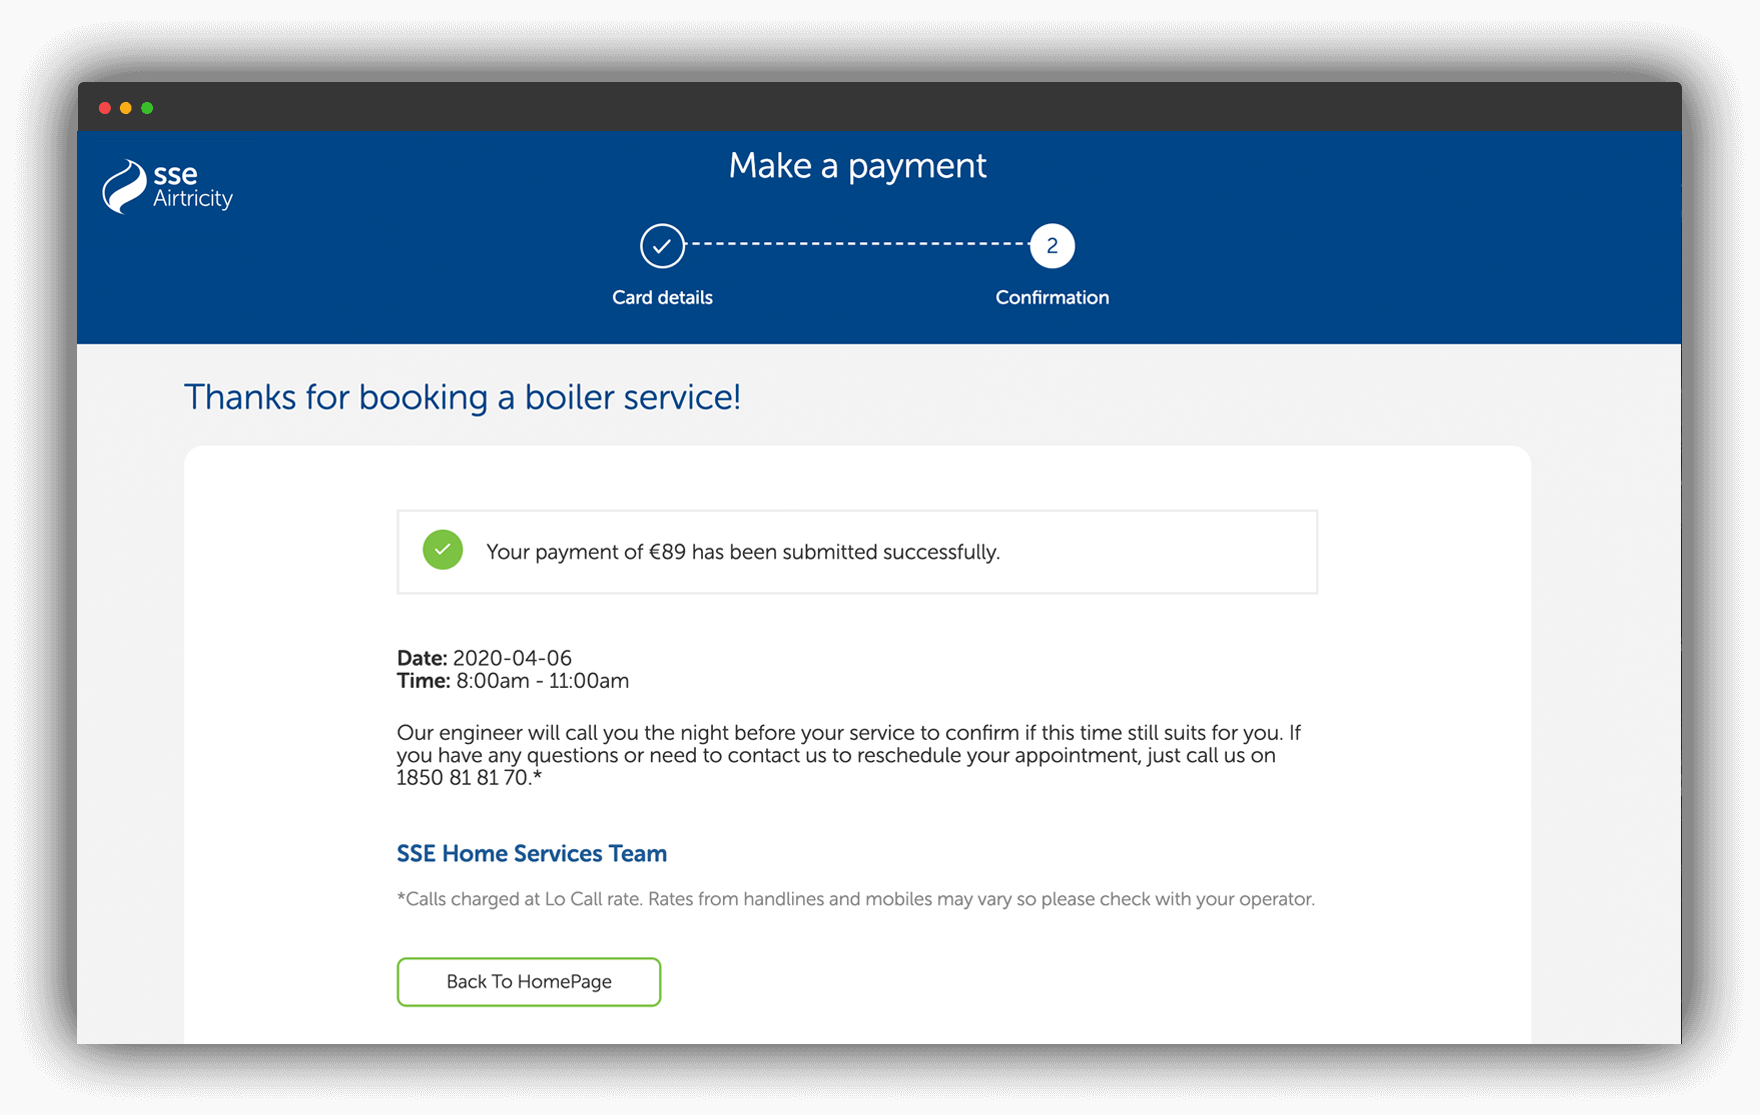 sse
Airtricity
Make a payment
2
Card details
Confirmation
Thanks for booking a boiler service!
Your payment of €89 has been submitted successfully.
Date: 2020-04-06
Time: 8:00am - 11:00am
Our engineer will call you the night before your service to confirm if this time still suits for you. If
you have any questions or need to contact us to reschedule your appointment, just call us on
1850 81 81 70.*
SSE Home Services Team
*Calls charged at Lo Call rate. Rates from handlines and mobiles may vary so please check with your operator.
Back To HomePage